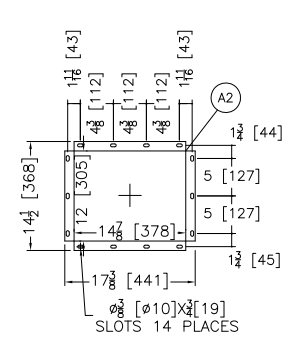 1 11/16 [43]
4 3/8 [112]
4 3/8 [112]
4 3/8 [112]
1 11/16 [43]
A2
1 3/4 [44]
5 [127]
5 [127]
1 3/4 [45]
14 1/2 [368]
12 [305]
14 7/8 [378]
17 3/8 [441]
ø3/8 [ø10]X3/4[19]
SLOTS 14 PLACES